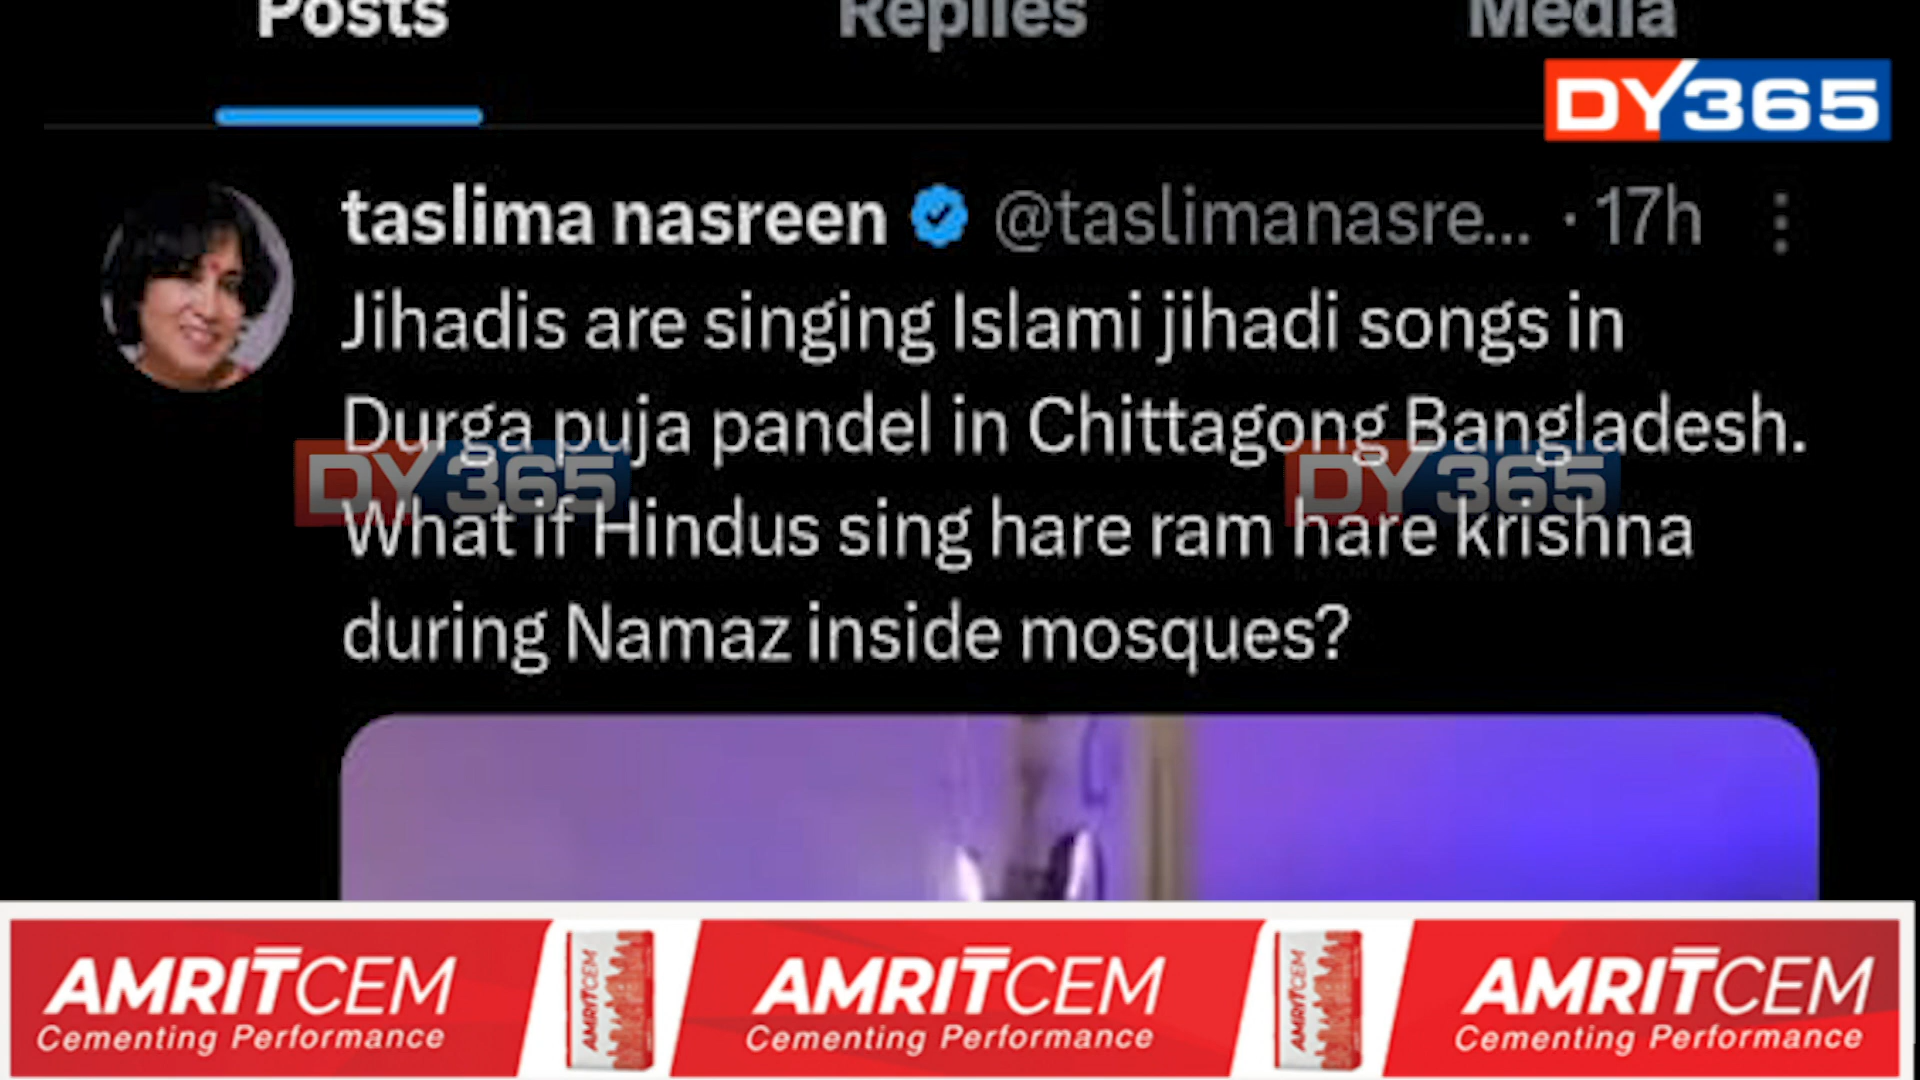 Posts Replies Media
DY365
taslima nasreen @taslimanasre... · 17h
Jihadis are singing Islami jihadi songs in
Durga puja pandel in Chittagong Bangladesh.
DY365 DY365
What if Hindus sing hare ram hare krishna
during Namaz inside mosques?
AMRITCEM AMRITCEM AMRITCEM
Cementing Performance Cementing Performance Cementing Performance
AMRITCEM AMRITCEM